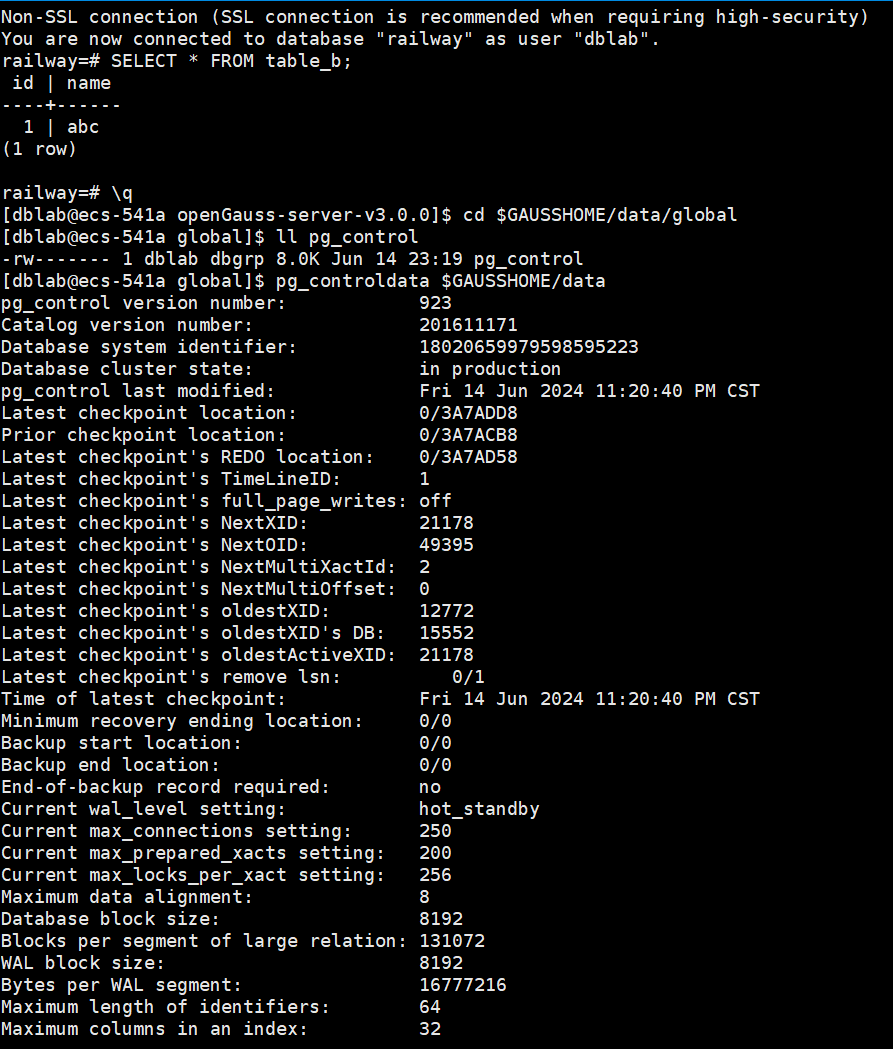 Non-SSL connection (SSL connection is recommended when requiring high-security)
You are now connected to database "railway" as user "dblab".
railway=# SELECT * FROM table_b;
 id | name
----+------
  1 | abc
(1 row)

railway=# \q
[dblab@ecs-541a openGauss-server-v3.0.0]$ cd $GAUSSHOME/data/global
[dblab@ecs-541a global]$ ll pg_control
-rw------- 1 dblab dbgrp 8.0K Jun 14 23:19 pg_control
[dblab@ecs-541a global]$ pg_controldata $GAUSSHOME/data
pg_control version number:            923
Catalog version number:               201611171
Database system identifier:           18020659979598595223
Database cluster state:               in production
pg_control last modified:             Fri 14 Jun 2024 11:20:40 PM CST
Latest checkpoint location:           0/3A7ADD8
Prior checkpoint location:            0/3A7ACB8
Latest checkpoint's REDO location:    0/3A7AD58
Latest checkpoint's TimeLineID:       1
Latest checkpoint's full_page_writes: off
Latest checkpoint's NextXID:          21178
Latest checkpoint's NextOID:          49395
Latest checkpoint's NextMultiXactId:  2
Latest checkpoint's NextMultiOffset:  0
Latest checkpoint's oldestXID:        12772
Latest checkpoint's oldestXID's DB:   15552
Latest checkpoint's oldestActiveXID:  21178
Latest checkpoint's remove lsn:          0/1
Time of latest checkpoint:            Fri 14 Jun 2024 11:20:40 PM CST
Minimum recovery ending location:     0/0
Backup start location:                0/0
Backup end location:                  0/0
End-of-backup record required:        no
Current wal_level setting:            hot_standby
Current max_connections setting:      250
Current max_prepared_xacts setting:   200
Current max_locks_per_xact setting:   256
Maximum data alignment:               8
Database block size:                  8192
Blocks per segment of large relation: 131072
WAL block size:                       8192
Bytes per WAL segment:                16777216
Maximum length of identifiers:        64
Maximum columns in an index:          32